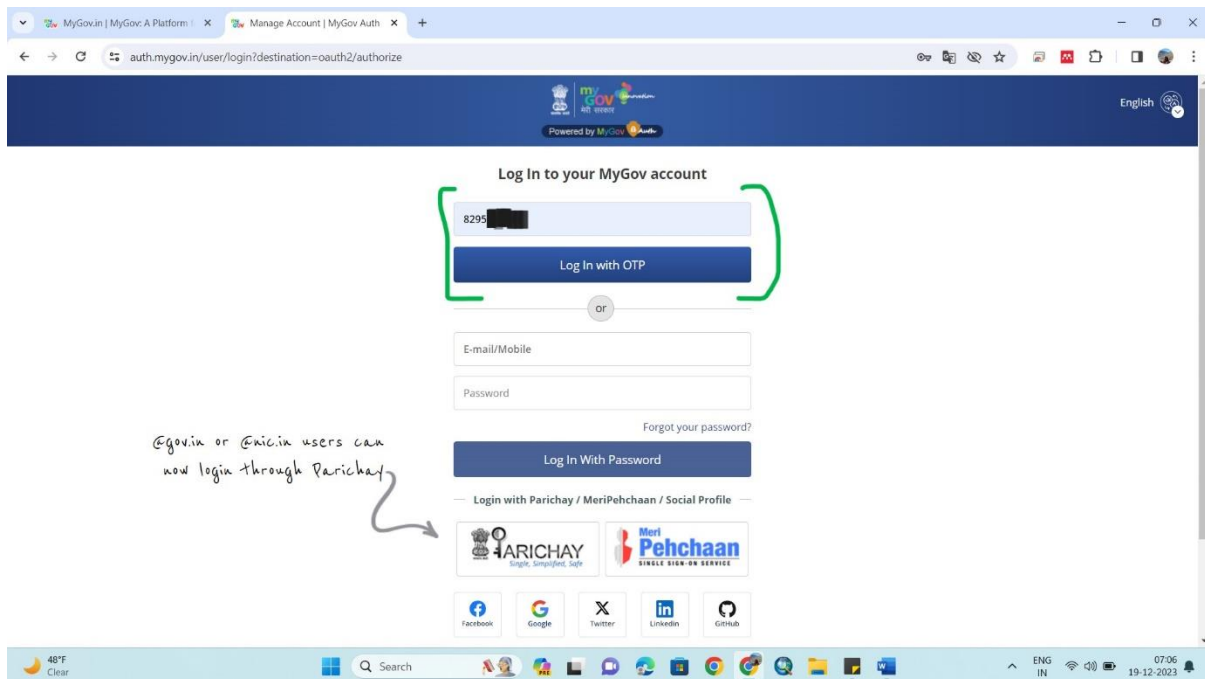 MyGov.in | MyGov: A Platform
Manage Account | MyGov Auth
auth.mygov.in/user/login?destination=oauth2/authorize
my
GOV
मेरी सरकार
Powered by MyGov Auth
English
Log In to your MyGov account
8295
Log In with OTP
or
E-mail/Mobile
Password
Forgot your password?
Log In With Password
@gov.in or @nic.in users can
now login through Parichay
Login with Parichay / MeriPehchaan / Social Profile
PARICHAY
Single, Simplified, Safe
Meri
Pehchaan
SINGLE SIGN-ON SERVICE
Facebook
Google
Twitter
Linkedin
GitHub
48°F
Clear
Search
PRE
ENG
IN
07:06
19-12-2023